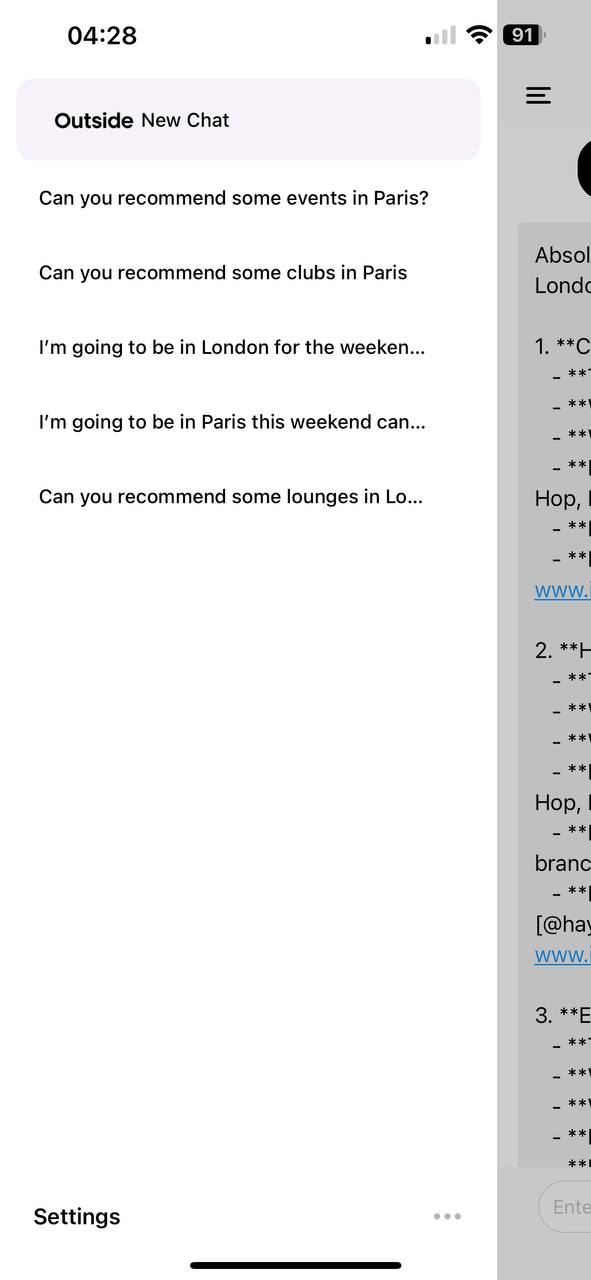 04:28
91
Outside New Chat
Can you recommend some events in Paris?
Can you recommend some clubs in Paris
I'm going to be in London for the weeken...
I'm going to be in Paris this weekend can...
Can you recommend some lounges in Lo...
Settings
Absol
Londo
1. **C
- **T
- **W
- **W
- **
Hop,
- **
- **
www.i
2. **H
- **T
- **W
- **W
- **
Hop,
- **
branc
- **
[@hay
www.i
3. **E
- **T
- **W
- **W
- **
**
Ente